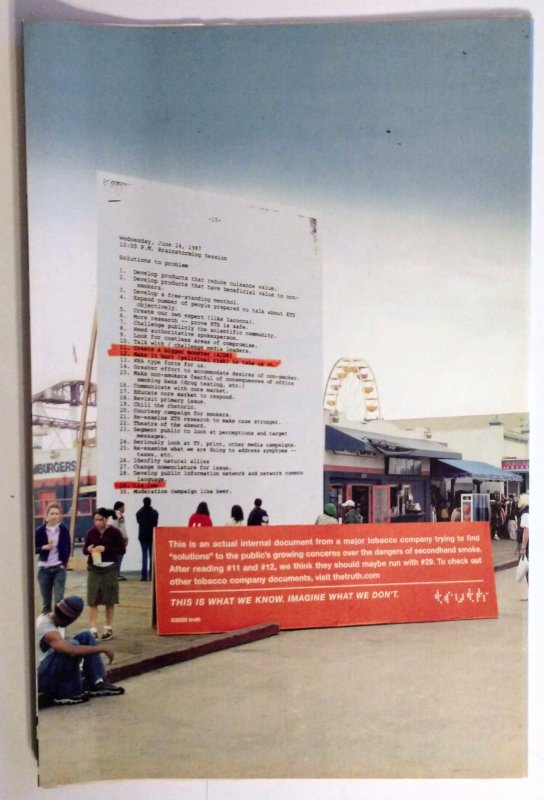 -15-
Wednesday, June 24, 1987
10:00 P.M. Brainstorming Session
Solutions to problem
1. Develop products that reduce nuisance value.
2. Develop products that have beneficial value to non-
smokers.
3. Develop a free-standing menthol.
4. Expand number of people prepared to talk about ETS
objectively.
5. Create our own expert (like Iacocca).
6. More research -- prove ETS is safe.
7. Challenge publicly the scientific community.
8. Need authoritative spokesperson.
9. Look for costless areas of compromise.
10. Talk with / challenge media leaders.
11. Create a bigger monster (AIDS)
12. Make it hurt (political risk) to take us on.
13. NRA type force for us.
14. Greater effort to accommodate desires of non-smoker.
15. Make non-smokers fearful of consequences of office
smoking bans (drug testing, etc.)
16. Communicate with core market.
17. Educate core market to respond.
18. Revisit primary issue.
19. Chill the rhetoric.
20. Courtesy campaign for smokers.
21. Re-examine ETS research to make case stronger.
22. Theatre of the absurd.
23. Segment public to look at perceptions and target
messages.
24. Seriously look at TV, print, other media campaigns.
25. Re-examine what we are doing to address symptoms --
taxes, etc.
26. Identify natural allies
27. Change nomenclature for issue.
28. Develop public information network and network common
language.
29.
30. Moderation campaign like beer.
MBURGERS
This is an actual internal document from a major tobacco company trying to find
"solutions" to the public's growing concerns over the dangers of secondhand smoke.
After reading #11 and #12, we think they should maybe run with #29. To check out
other tobacco company documents, visit thetruth.com
THIS IS WHAT WE KNOW. IMAGINE WHAT WE DON'T.
©2002 truth